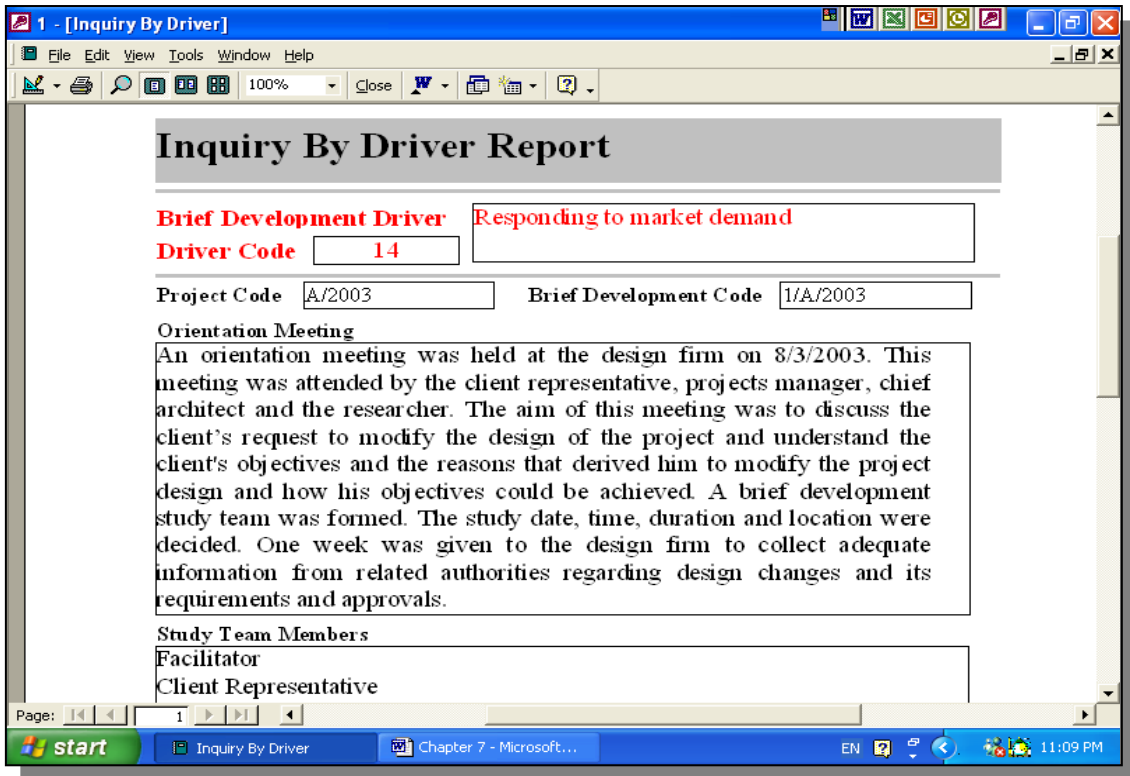 1 - [Inquiry By Driver]
File Edit View Tools Window Help
100% Close
Inquiry By Driver Report
Brief Development Driver Responding to market demand
Driver Code 14
Project Code A/2003 Brief Development Code 1/A/2003
Orientation Meeting
An orientation meeting was held at the design firm on 8/3/2003. This
meeting was attended by the client representative, projects manager, chief
architect and the researcher. The aim of this meeting was to discuss the
client’s request to modify the design of the project and understand the
client's objectives and the reasons that derived him to modify the project
design and how his objectives could be achieved. A brief development
study team was formed. The study date, time, duration and location were
decided. One week was given to the design firm to collect adequate
information from related authorities regarding design changes and its
requirements and approvals.
Study Team Members
Facilitator
Client Representative
Page: 1
start Inquiry By Driver Chapter 7 - Microsoft... EN 11:09 PM